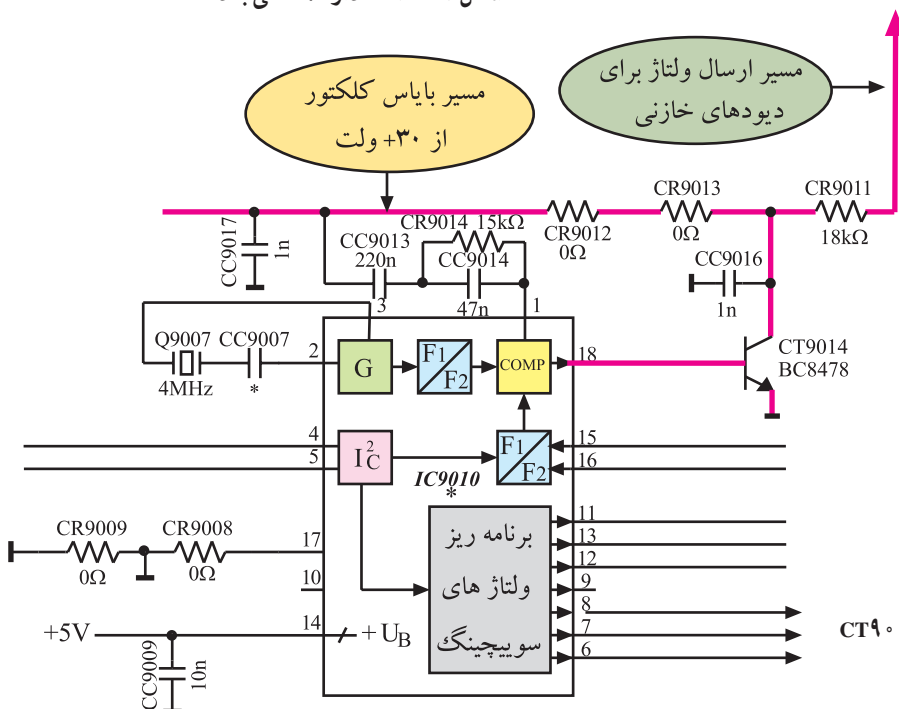 مسیر ارسال ولتاژ برای
دیودهای خازنی
مسیر بایاس کلکتور
از ۳۰+ ولت
CR9013
CR9011
CR9014 15kΩ
CR9012
0Ω
0Ω
18kΩ
CC9017
1n
CC9013
220n
CC9014
47n
CC9016
1n
3
1
Q9007
CC9007
4MHz
*
2
G
F1
F2
COMP
18
CT9014
BC8478
4
5
I²C
F1
F2
15
16
IC9010
*
برنامه ریز
ولتاژ های
سوییچینگ
11
13
12
9
8
7
6
CR9009
CR9008
0Ω
0Ω
17
10
14
+5V
+UB
CC9009
10n
CT۹۰